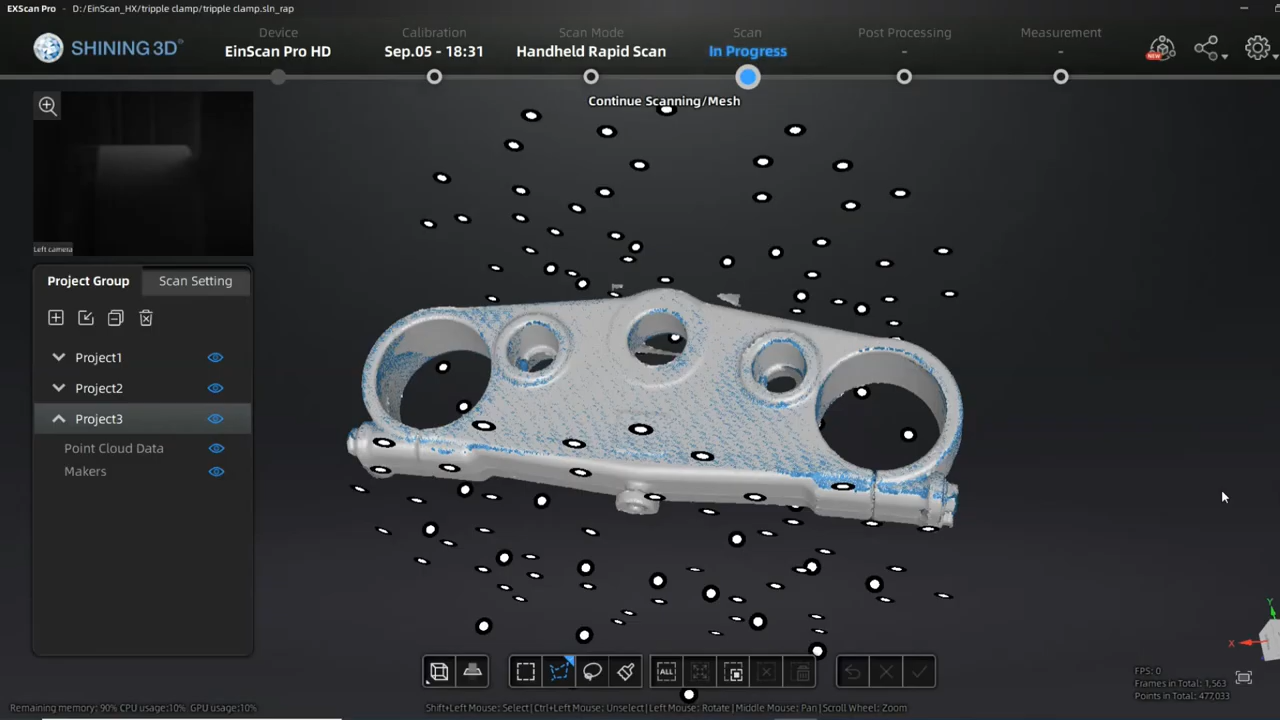 EXScan Pro - D:/EinScan_HX/tripple clamp/tripple clamp.sln_rap
SHINING 3D®
Device
EinScan Pro HD
Calibration
Sep.05 - 18:31
Scan Mode
Handheld Rapid Scan
Scan
In Progress
Post Processing
-
Measurement
-
NEW
Continue Scanning/Mesh
Left camera
Project Group
Scan Setting
Project1
Project2
Project3
Point Cloud Data
Makers
ALL
Y
X
FPS: 0
Frames in Total: 1,563
Points in Total: 477,033
Remaining memory: 90% CPU usage:10% GPU usage:10%
Shift+Left Mouse: Select|Ctrl+Left Mouse: Unselect|Left Mouse: Rotate|Middle Mouse: Pan|Scroll Wheel: Zoom